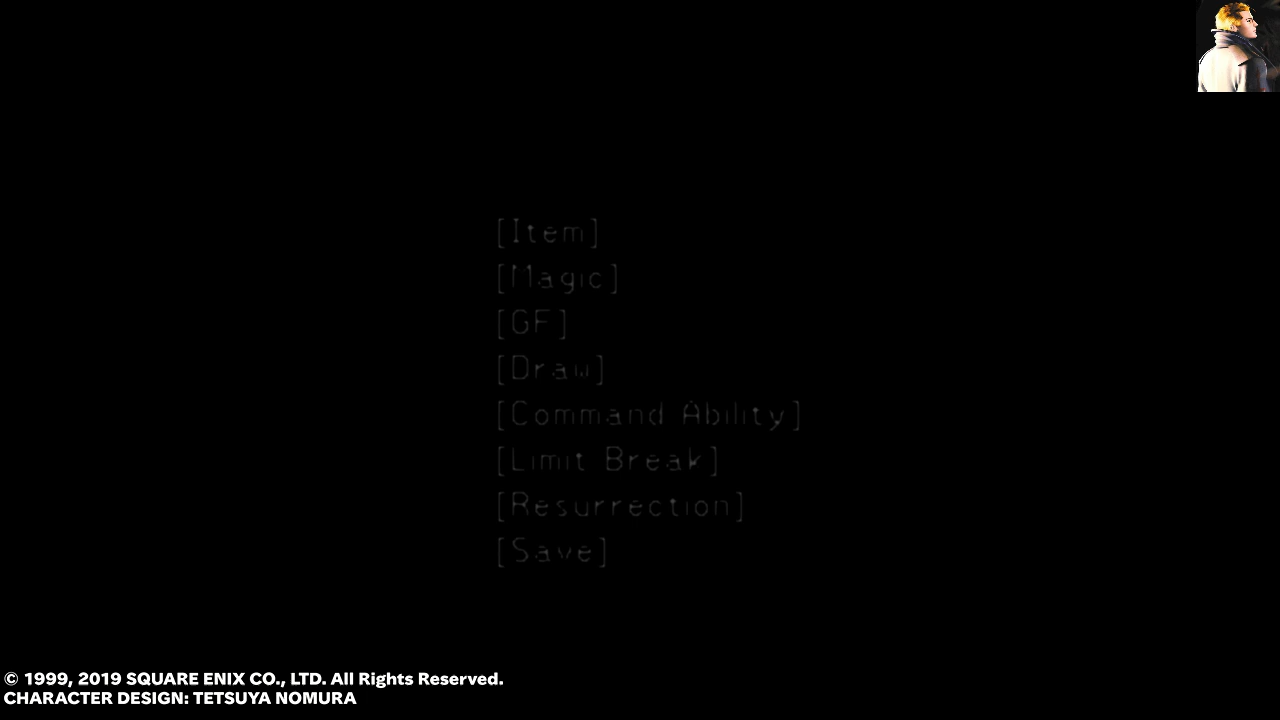 [Item]
[Magic]
[GF]
[Draw]
[Command Ability]
[Limit Break]
[Resurrection]
[Save]
© 1999, 2019 SQUARE ENIX CO., LTD. All Rights Reserved.
CHARACTER DESIGN: TETSUYA NOMURA